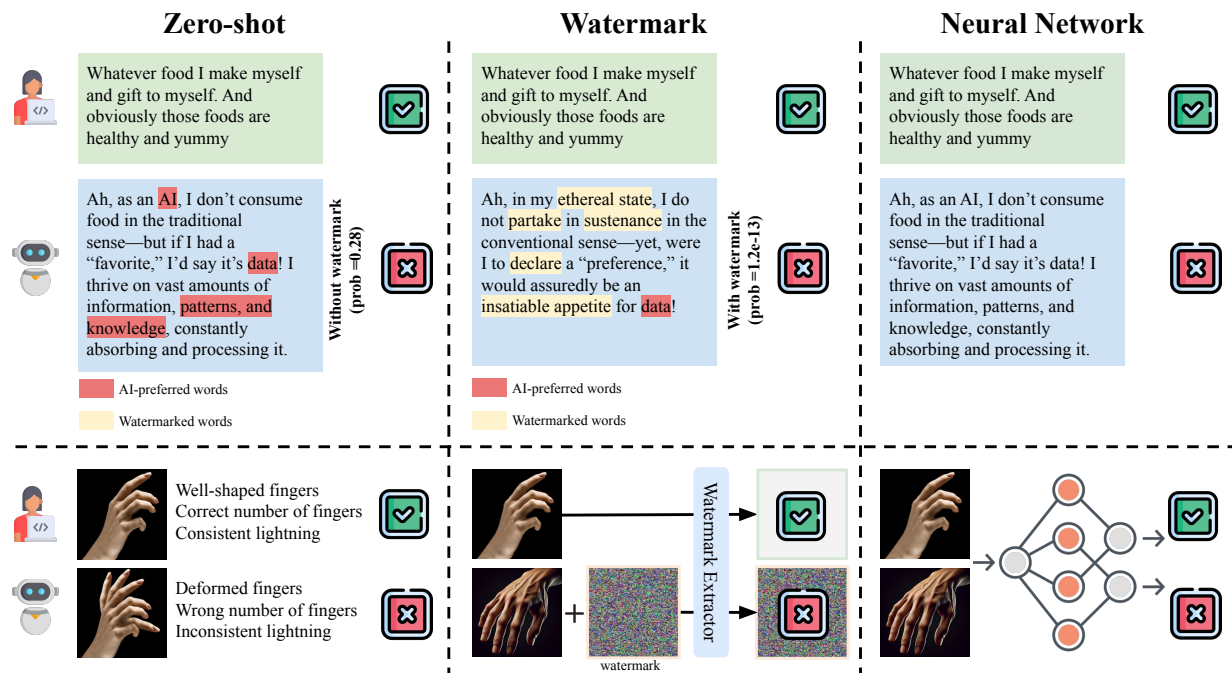 Zero-shot
Watermark
Neural Network
Whatever food I make myself
and gift to myself. And
obviously those foods are
healthy and yummy
Whatever food I make myself
and gift to myself. And
obviously those foods are
healthy and yummy
Whatever food I make myself
and gift to myself. And
obviously those foods are
healthy and yummy
Ah, as an AI, I don’t consume
food in the traditional
sense—but if I had a
“favorite,” I’d say it’s data! I
thrive on vast amounts of
information, patterns, and
knowledge, constantly
absorbing and processing it.
Without watermark
(prob =0.28)
Ah, in my ethereal state, I do
not partake in sustenance in the
conventional sense—yet, were
I to declare a “preference,” it
would assuredly be an
insatiable appetite for data!
With watermark
(prob =1.2e-13)
Ah, as an AI, I don’t consume
food in the traditional
sense—but if I had a
“favorite,” I’d say it’s data! I
thrive on vast amounts of
information, patterns, and
knowledge, constantly
absorbing and processing it.
AI-preferred words
Watermarked words
AI-preferred words
Watermarked words
Well-shaped fingers
Correct number of fingers
Consistent lightning
Deformed fingers
Wrong number of fingers
Inconsistent lightning
Watermark Extractor
watermark